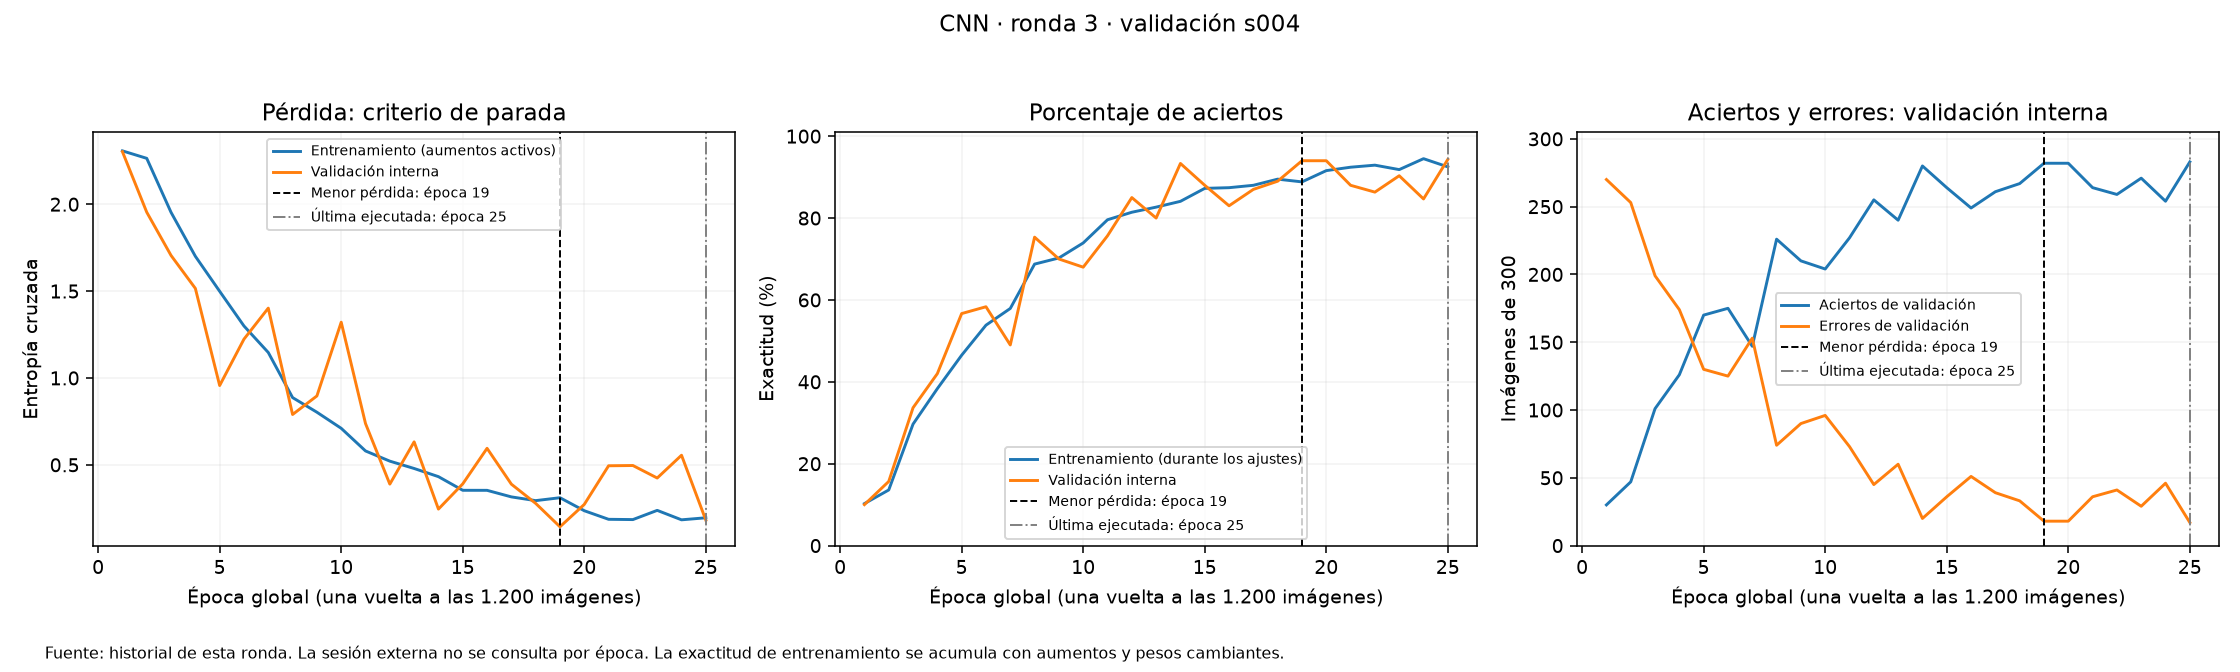 CNN · ronda 3 · validación s004
Pérdida: criterio de parada
Entropía cruzada
2.0
1.5
1.0
0.5
Entrenamiento (aumentos activos)
Validación interna
Menor pérdida: época 19
Última ejecutada: época 25
0 5 10 15 20 25
Época global (una vuelta a las 1.200 imágenes)
Porcentaje de aciertos
Exactitud (%)
100
80
60
40
20
0
Entrenamiento (durante los ajustes)
Validación interna
Menor pérdida: época 19
Última ejecutada: época 25
0 5 10 15 20 25
Época global (una vuelta a las 1.200 imágenes)
Aciertos y errores: validación interna
Imágenes de 300
300
250
200
150
100
50
0
Aciertos de validación
Errores de validación
Menor pérdida: época 19
Última ejecutada: época 25
0 5 10 15 20 25
Época global (una vuelta a las 1.200 imágenes)
Fuente: historial de esta ronda. La sesión externa no se consulta por época. La exactitud de entrenamiento se acumula con aumentos y pesos cambiantes.